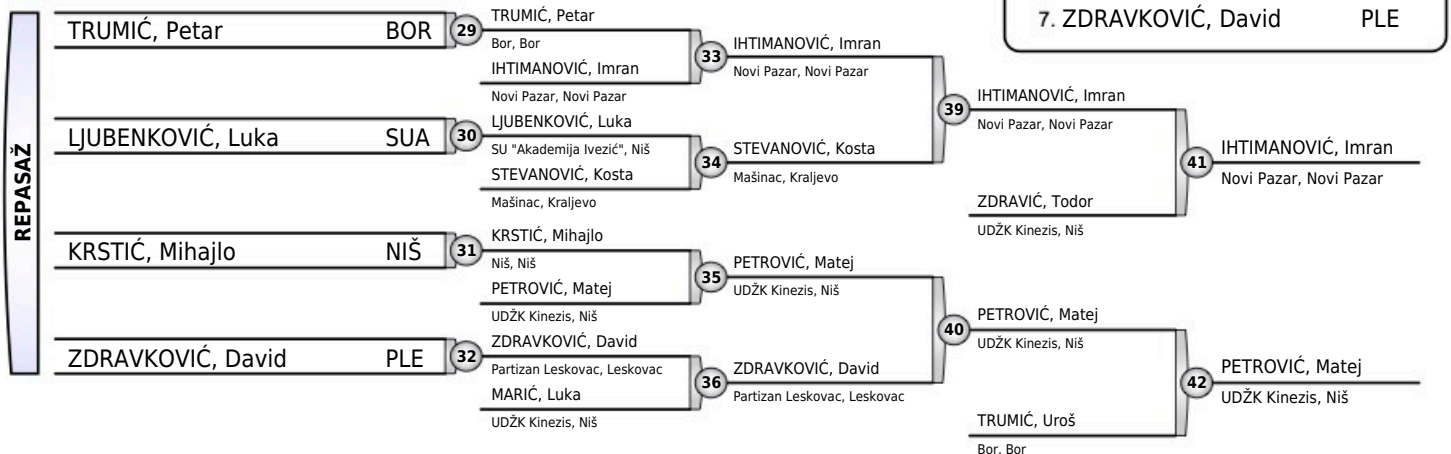 7. ZDRAVKOVIĆ, David PLE
REPASAŽ
TRUMIĆ, Petar BOR
LJUBENKOVIĆ, Luka SUA
KRSTIĆ, Mihajlo NIŠ
ZDRAVKOVIĆ, David PLE
29
TRUMIĆ, Petar
Bor, Bor
IHTIMANOVIĆ, Imran
Novi Pazar, Novi Pazar
30
LJUBENKOVIĆ, Luka
SU "Akademija Ivezić", Niš
STEVANOVIĆ, Kosta
Mašinac, Kraljevo
31
KRSTIĆ, Mihajlo
Niš, Niš
PETROVIĆ, Matej
UDŽK Kinezis, Niš
32
ZDRAVKOVIĆ, David
Partizan Leskovac, Leskovac
MARIĆ, Luka
UDŽK Kinezis, Niš
33
IHTIMANOVIĆ, Imran
Novi Pazar, Novi Pazar
34
STEVANOVIĆ, Kosta
Mašinac, Kraljevo
35
PETROVIĆ, Matej
UDŽK Kinezis, Niš
36
ZDRAVKOVIĆ, David
Partizan Leskovac, Leskovac
39
IHTIMANOVIĆ, Imran
Novi Pazar, Novi Pazar
ZDRAVIĆ, Todor
UDŽK Kinezis, Niš
40
PETROVIĆ, Matej
UDŽK Kinezis, Niš
TRUMIĆ, Uroš
Bor, Bor
41
IHTIMANOVIĆ, Imran
Novi Pazar, Novi Pazar
42
PETROVIĆ, Matej
UDŽK Kinezis, Niš